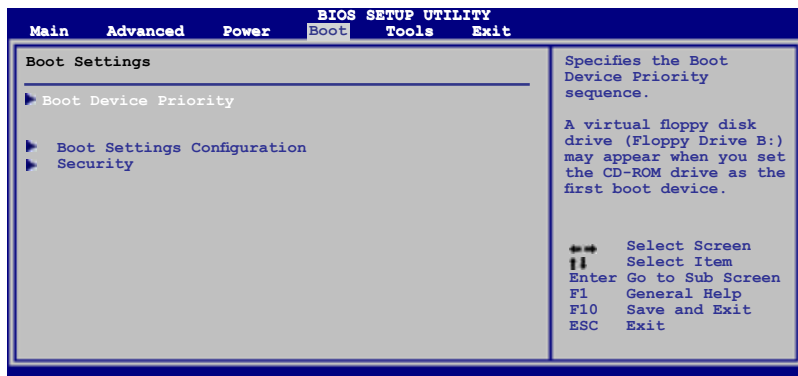 BIOS SETUP UTILITY
Main Advanced Power Boot Tools Exit
Boot Settings
Boot Device Priority
Boot Settings Configuration
Security
Specifies the Boot
Device Priority
sequence.
A virtual floppy disk
drive (Floppy Drive B:)
may appear when you set
the CD-ROM drive as the
first boot device.
Select Screen
Select Item
Enter Go to Sub Screen
F1 General Help
F10 Save and Exit
ESC Exit